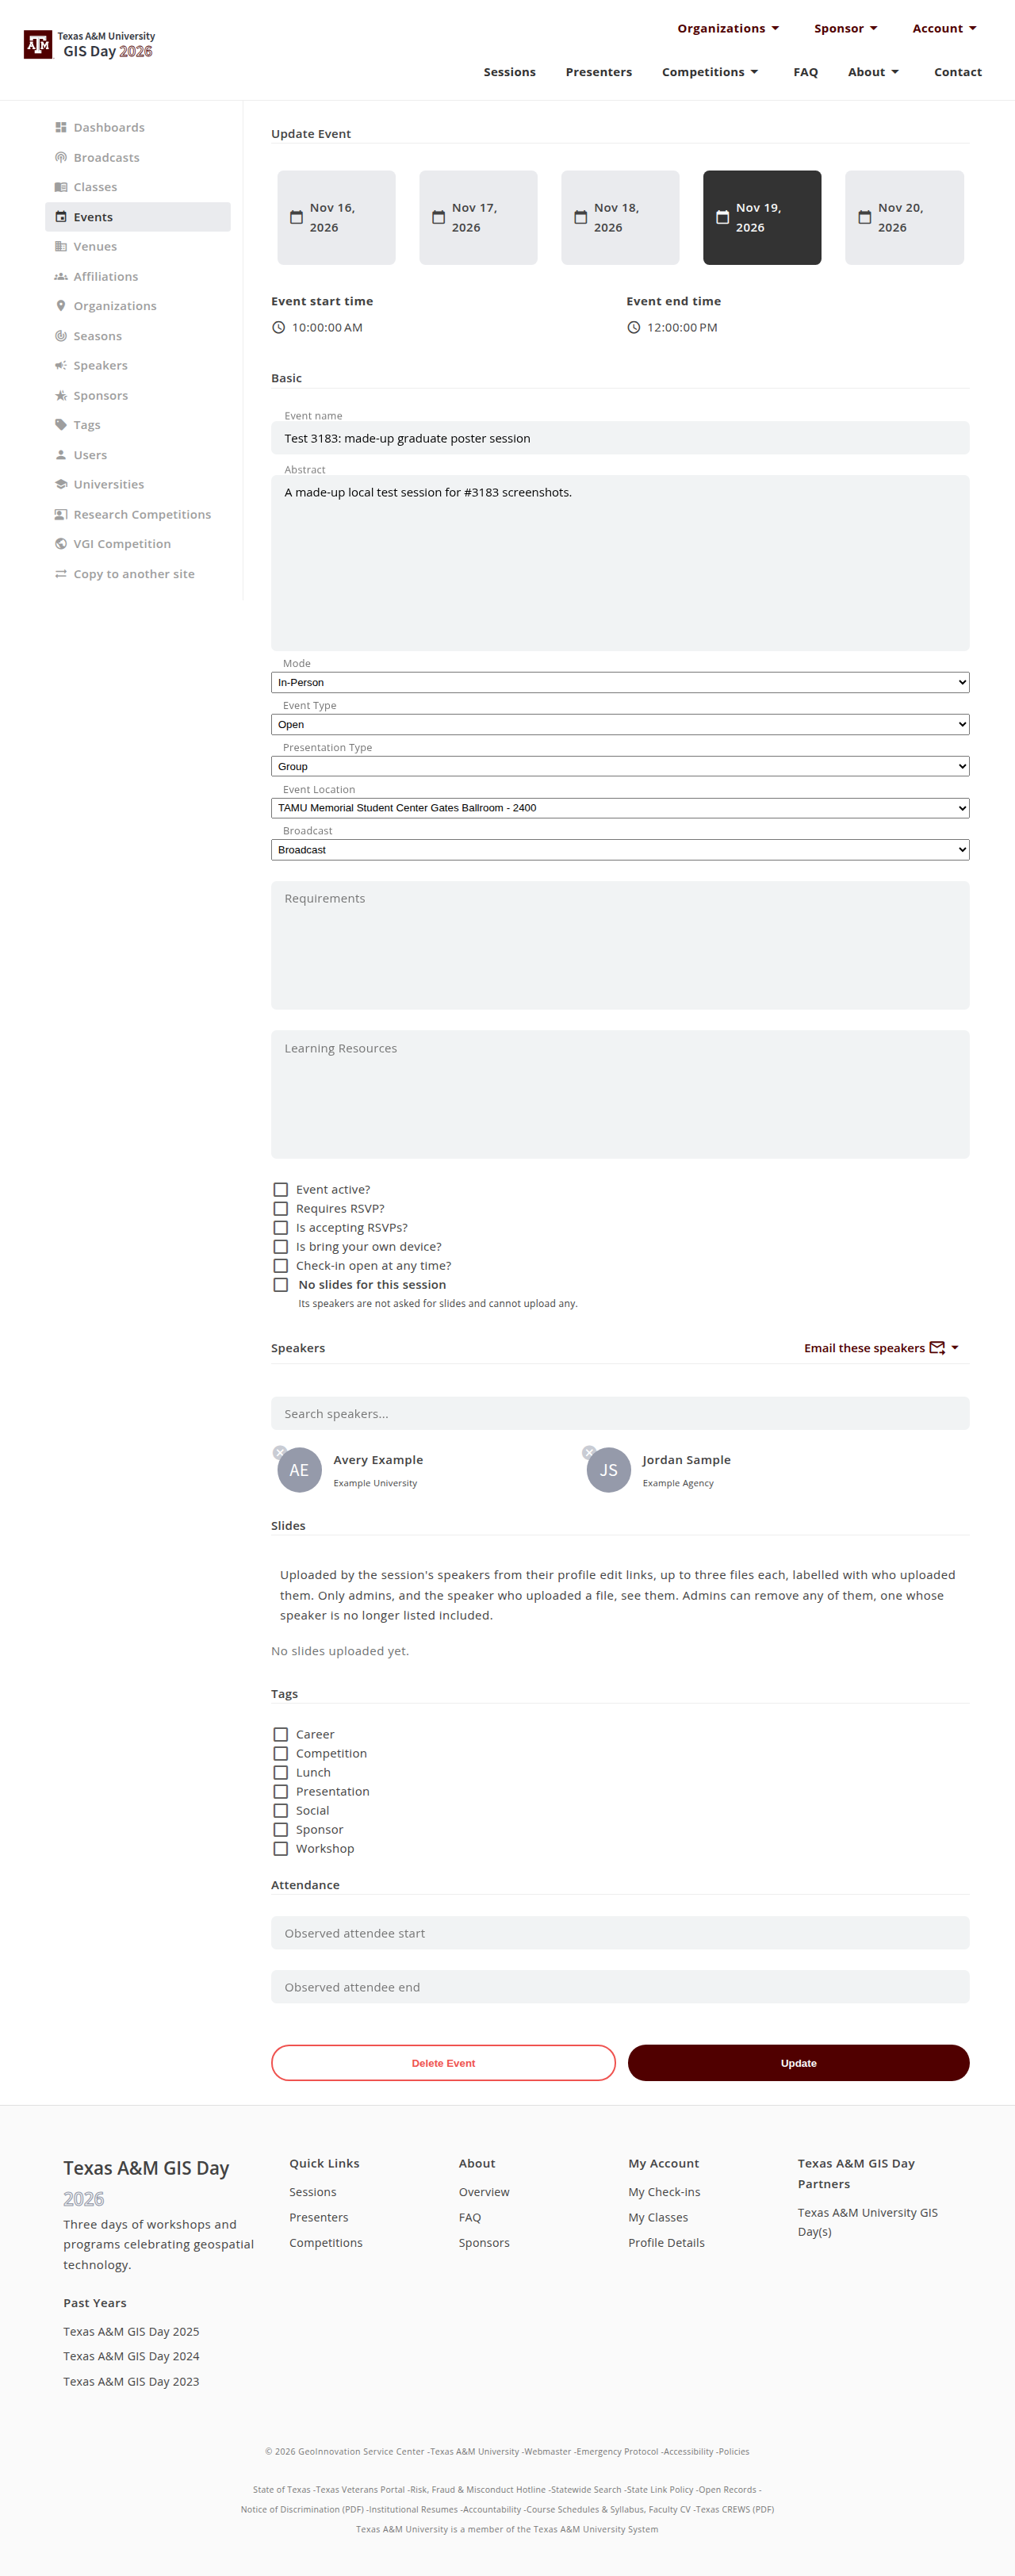 Texas A&M University
GIS Day 2026
Organizations
Sponsor
Account
Sessions
Presenters
Competitions
FAQ
About
Contact
Dashboards
Broadcasts
Classes
Events
Venues
Affiliations
Organizations
Seasons
Speakers
Sponsors
Tags
Users
Universities
Research Competitions
VGI Competition
Copy to another site
Update Event
Nov 16,
2026
Nov 17,
2026
Nov 18,
2026
Nov 19,
2026
Nov 20,
2026
Event start time
10:00:00 AM
Event end time
12:00:00 PM
Basic
Event name
Test 3183: made-up graduate poster session
Abstract
A made-up local test session for #3183 screenshots.
Mode
In-Person
Event Type
Open
Presentation Type
Group
Event Location
TAMU Memorial Student Center Gates Ballroom - 2400
Broadcast
Broadcast
Requirements
Learning Resources
Event active?
Requires RSVP?
Is accepting RSVPs?
Is bring your own device?
Check-in open at any time?
No slides for this session
Its speakers are not asked for slides and cannot upload any.
Speakers
Email these speakers
Search speakers...
AE
Avery Example
Example University
JS
Jordan Sample
Example Agency
Slides
Uploaded by the session's speakers from their profile edit links, up to three files each, labelled with who uploaded
them. Only admins, and the speaker who uploaded a file, see them. Admins can remove any of them, one whose
speaker is no longer listed included.
No slides uploaded yet.
Tags
Career
Competition
Lunch
Presentation
Social
Sponsor
Workshop
Attendance
Observed attendee start
Observed attendee end
Delete Event
Update
Texas A&M GIS Day
2026
Three days of workshops and
programs celebrating geospatial
technology.
Past Years
Texas A&M GIS Day 2025
Texas A&M GIS Day 2024
Texas A&M GIS Day 2023
Quick Links
Sessions
Presenters
Competitions
About
Overview
FAQ
Sponsors
My Account
My Check-ins
My Classes
Profile Details
Texas A&M GIS Day
Partners
Texas A&M University GIS
Day(s)
© 2026 GeoInnovation Service Center -Texas A&M University -Webmaster -Emergency Protocol -Accessibility -Policies
State of Texas -Texas Veterans Portal -Risk, Fraud & Misconduct Hotline -Statewide Search -State Link Policy -Open Records -
Notice of Discrimination (PDF) -Institutional Resumes -Accountability -Course Schedules & Syllabus, Faculty CV -Texas CREWS (PDF)
Texas A&M University is a member of the Texas A&M University System